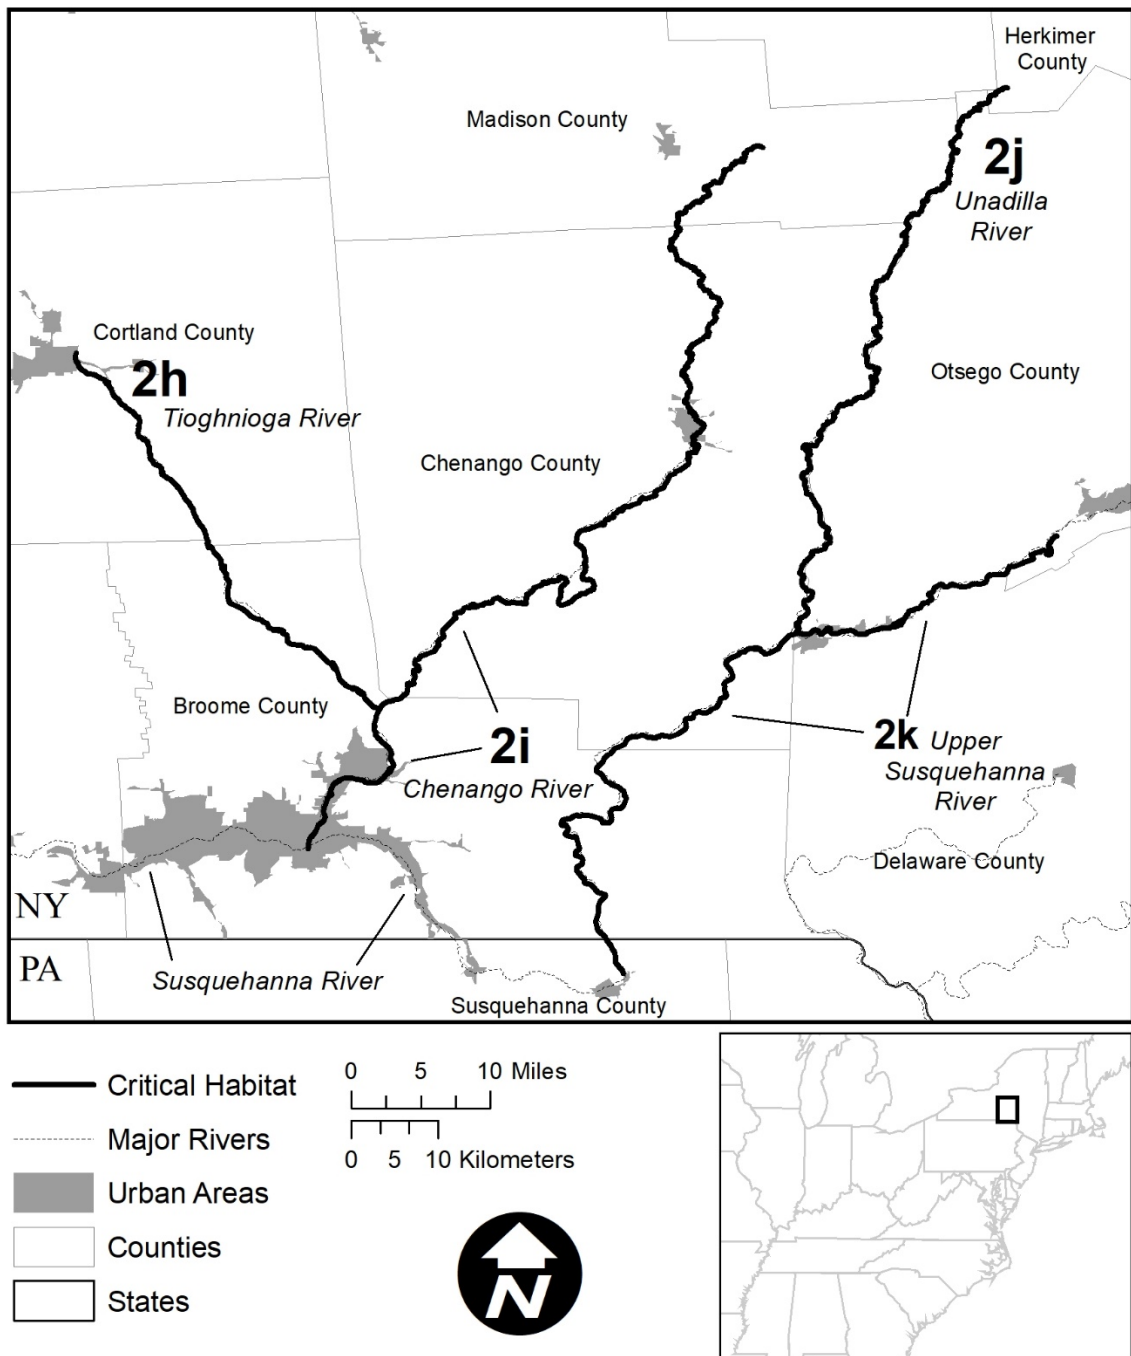 Herkimer
County
Madison County
2j
Unadilla
River
Cortland County
2h
Tioghnioga River
Otsego County
Chenango County
Broome County
2i
Chenango River
2k Upper
Susquehanna
River
Delaware County
NY
PA
Susquehanna River
Susquehanna County
Critical Habitat
Major Rivers
Urban Areas
Counties
States
0 5 10 Miles
0 5 10 Kilometers
N